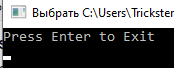 Выбрать C:\Users\Trickster
Press Enter to Exit